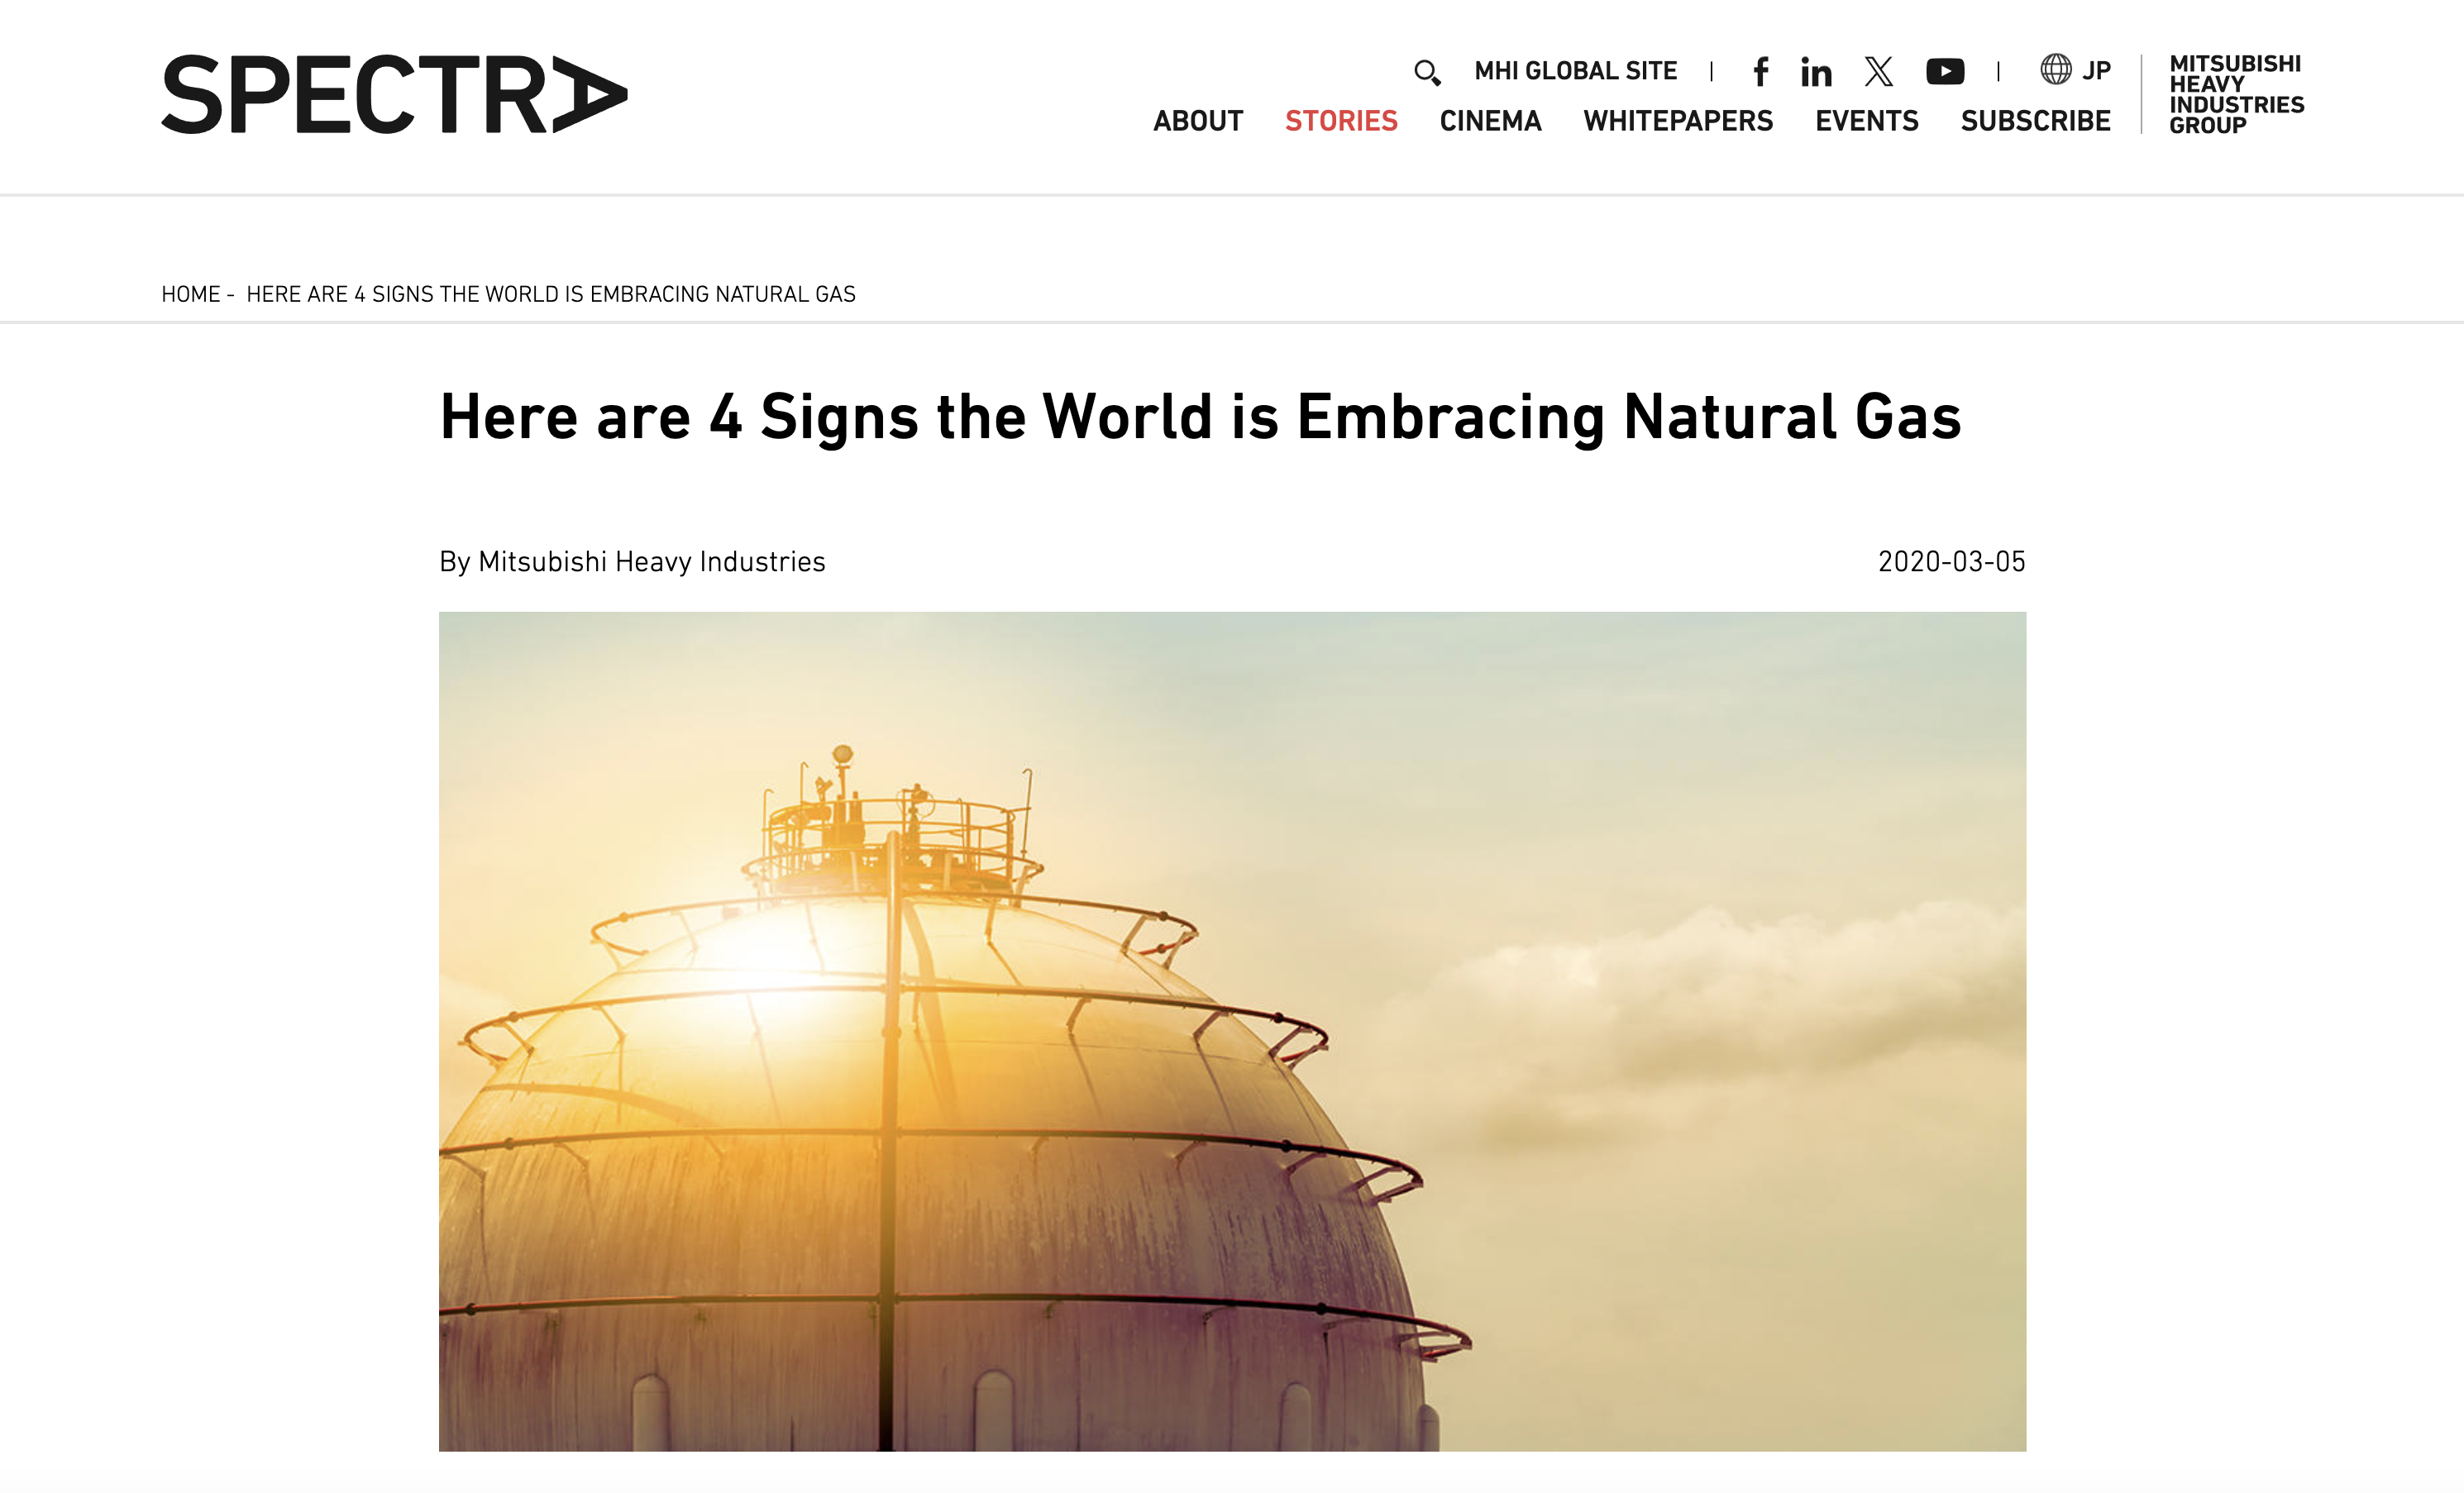 SPECTRA
MHI GLOBAL SITE
JP
ABOUT STORIES CINEMA WHITEPAPERS EVENTS SUBSCRIBE
MITSUBISHI
HEAVY
INDUSTRIES
GROUP
HOME - HERE ARE 4 SIGNS THE WORLD IS EMBRACING NATURAL GAS
Here are 4 Signs the World is Embracing Natural Gas
By Mitsubishi Heavy Industries
2020-03-05